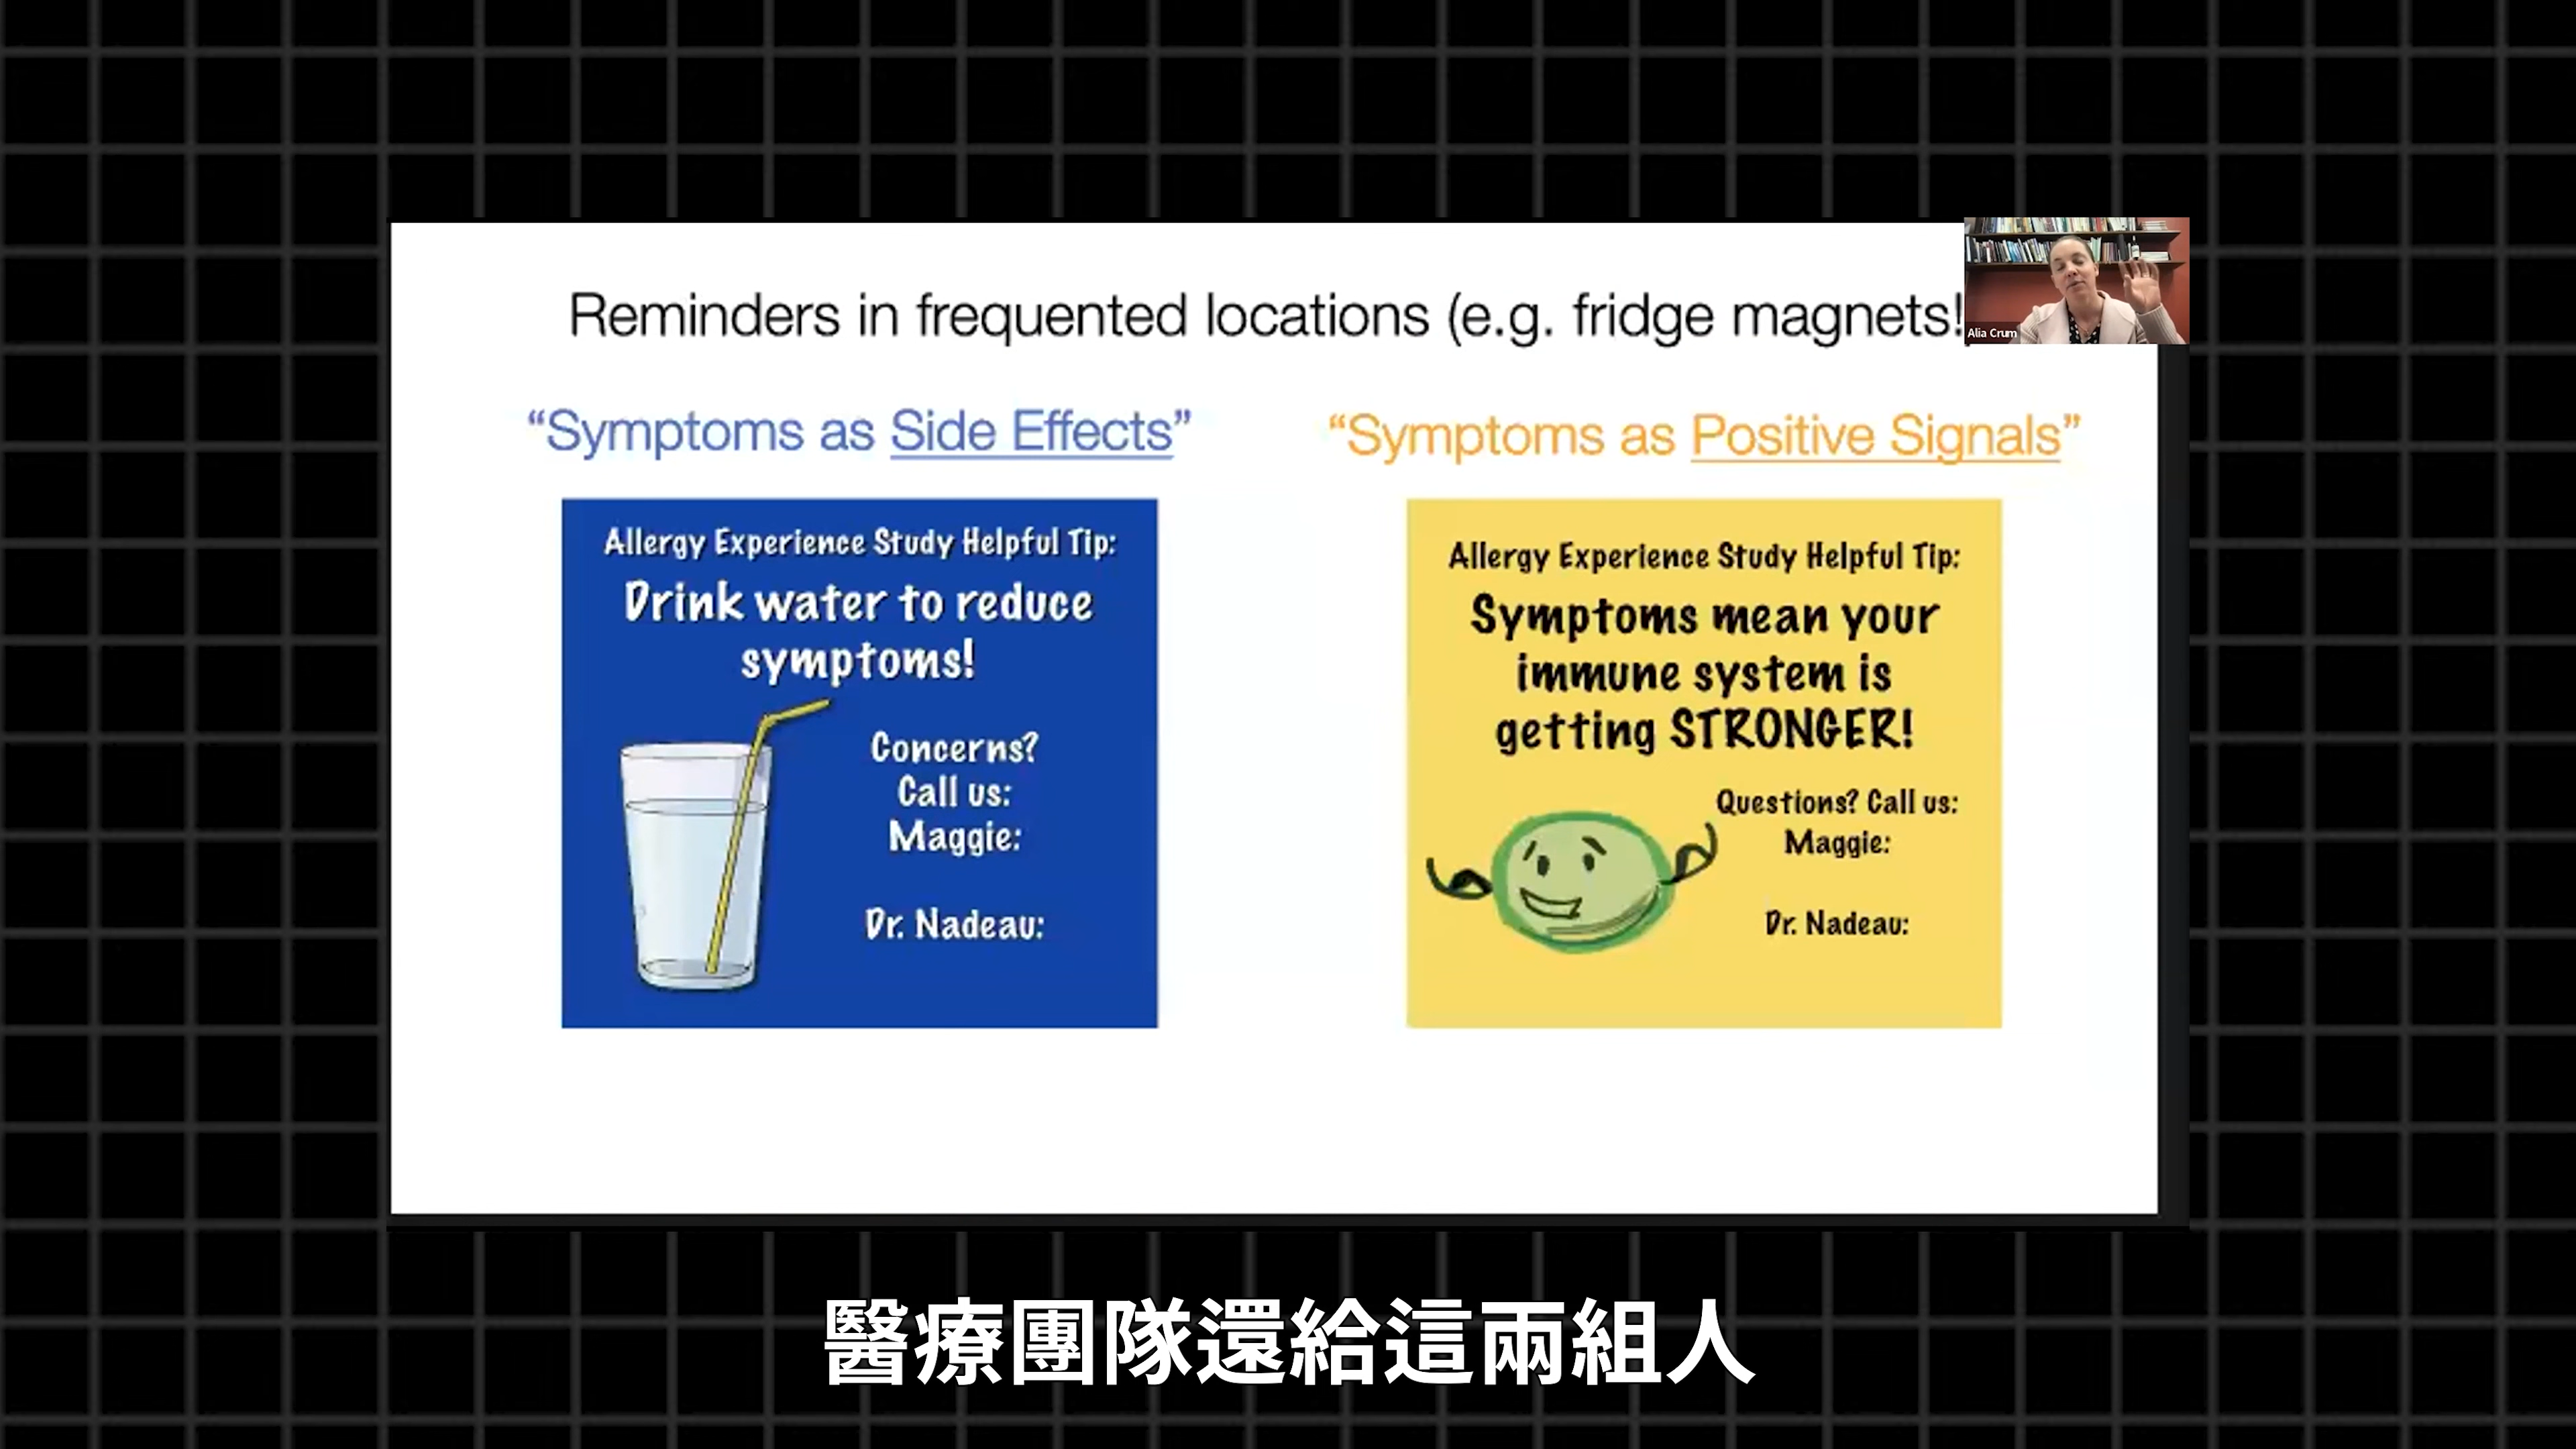 Reminders in frequented locations (e.g. fridge magnets!
Alia Crum
“Symptoms as Side Effects”
Allergy Experience Study Helpful Tip:
Drink water to reduce
symptoms!
Concerns?
Call us:
Maggie:
Dr. Nadeau:
“Symptoms as Positive Signals”
Allergy Experience Study Helpful Tip:
Symptoms mean your
immune system is
getting STRONGER!
Questions? Call us:
Maggie:
Dr. Nadeau:
醫療團隊還給這兩組人